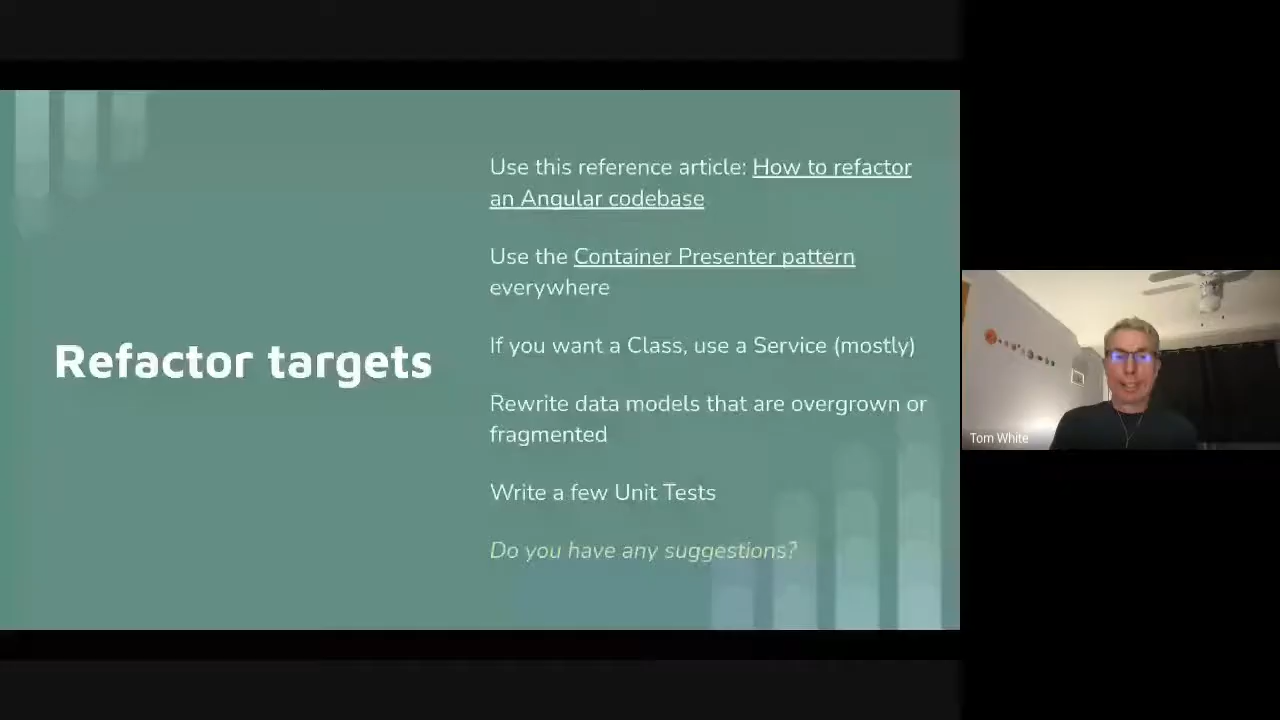 Refactor targets
Use this reference article: How to refactor
an Angular codebase
Use the Container Presenter pattern
everywhere
If you want a Class, use a Service (mostly)
Rewrite data models that are overgrown or
fragmented
Write a few Unit Tests
Do you have any suggestions?
Tom White